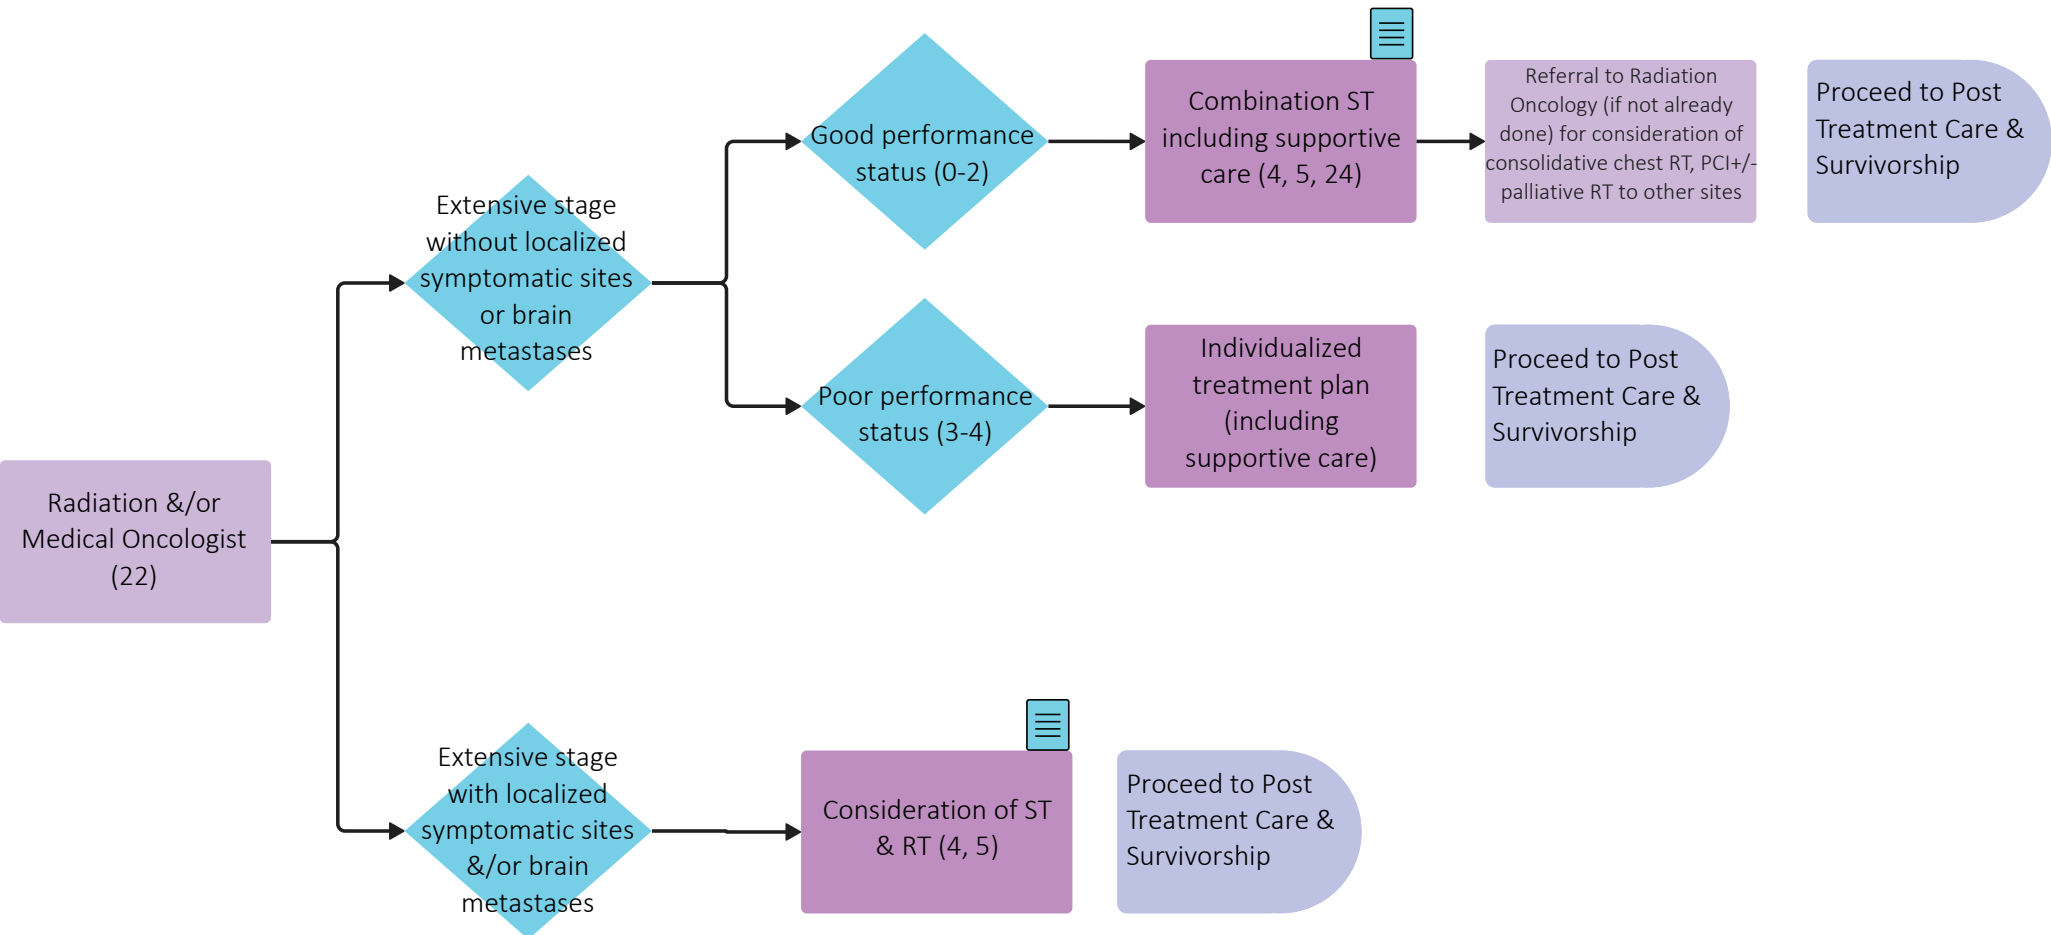 Radiation &/or
Medical Oncologist
(22)
Extensive stage
without localized
symptomatic sites
or brain
metastases
Good performance
status (0-2)
Combination ST
including supportive
care (4, 5, 24)
Referral to Radiation
Oncology (if not already
done) for consideration of
consolidative chest RT, PCI+/-
palliative RT to other sites
Proceed to Post
Treatment Care &
Survivorship
Poor performance
status (3-4)
Individualized
treatment plan
(including
supportive care)
Proceed to Post
Treatment Care &
Survivorship
Extensive stage
with localized
symptomatic sites
&/or brain
metastases
Consideration of ST
& RT (4, 5)
Proceed to Post
Treatment Care &
Survivorship